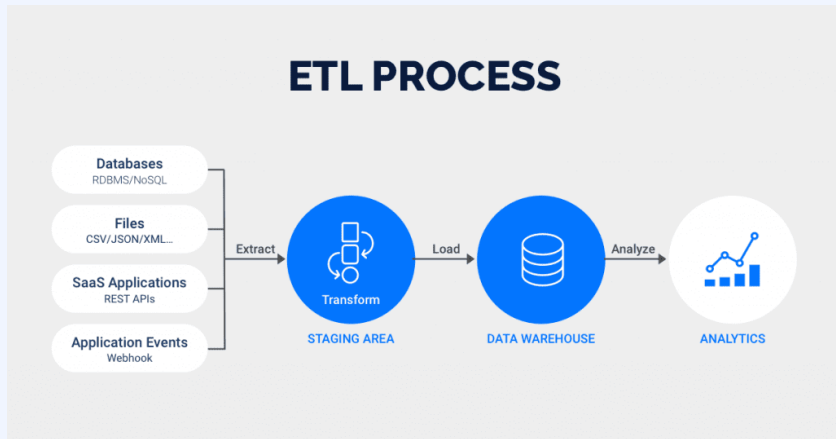 ETL PROCESS
Databases
RDBMS/NoSQL
Files
CSV/JSON/XML...
SaaS Applications
REST APIs
Application Events
Webhook
Extract
Transform
STAGING AREA
Load
DATA WAREHOUSE
Analyze
ANALYTICS